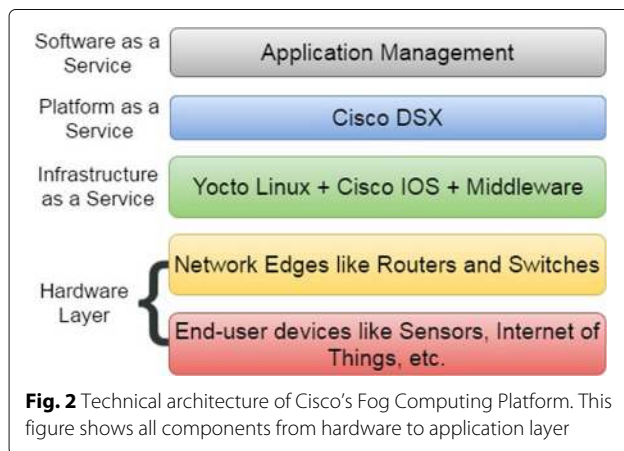 Software as a
Service
Application Management
Platform as a
Service
Cisco DSX
Infrastructure
as a Service
Yocto Linux + Cisco IOS + Middleware
Hardware
Layer
Network Edges like Routers and Switches
End-user devices like Sensors, Internet of
Things, etc.
Fig. 2 Technical architecture of Cisco's Fog Computing Platform. This
figure shows all components from hardware to application layer